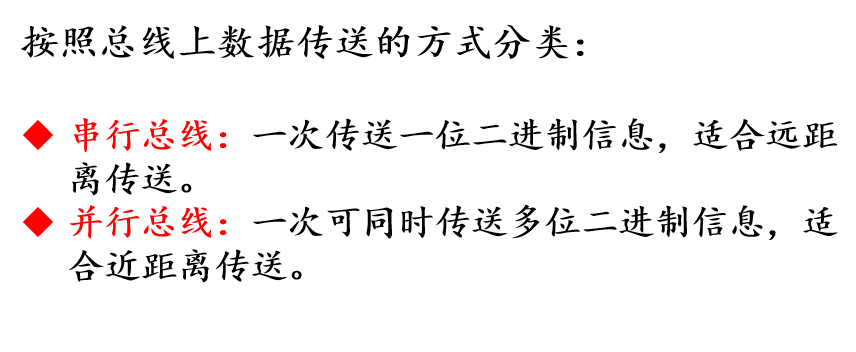 按照总线上数据传送的方式分类：
◆ 串行总线：一次传送一位二进制信息，适合远距
离传送。
◆ 并行总线：一次可同时传送多位二进制信息，适
合近距离传送。